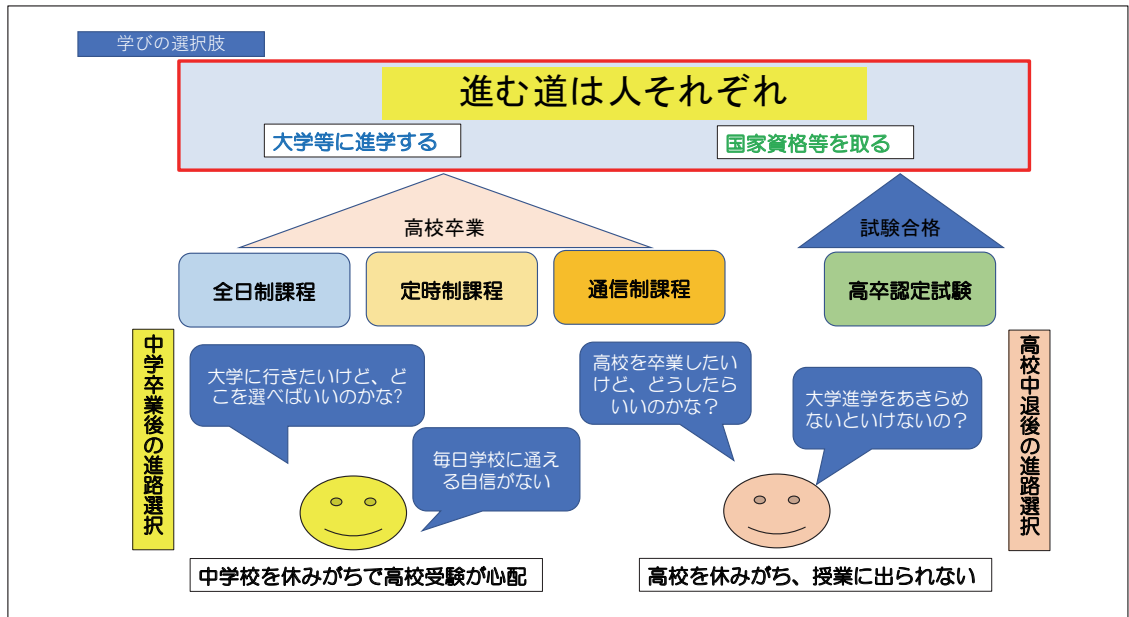 学びの選択肢
進む道は人それぞれ
大学等に進学する
国家資格等を取る
高校卒業
試験合格
全日制課程
定時制課程
通信制課程
高卒認定試験
中学卒業後の進路選択
大学に行きたいけど、ど
こを選べばいいのかな?
毎日学校に通え
る自信がない
高校を卒業したい
けど、どうしたら
いいのかな？
大学進学をあきらめ
ないといけないの？
高校中退後の進路選択
中学校を休みがちで高校受験が心配
高校を休みがち、授業に出られない